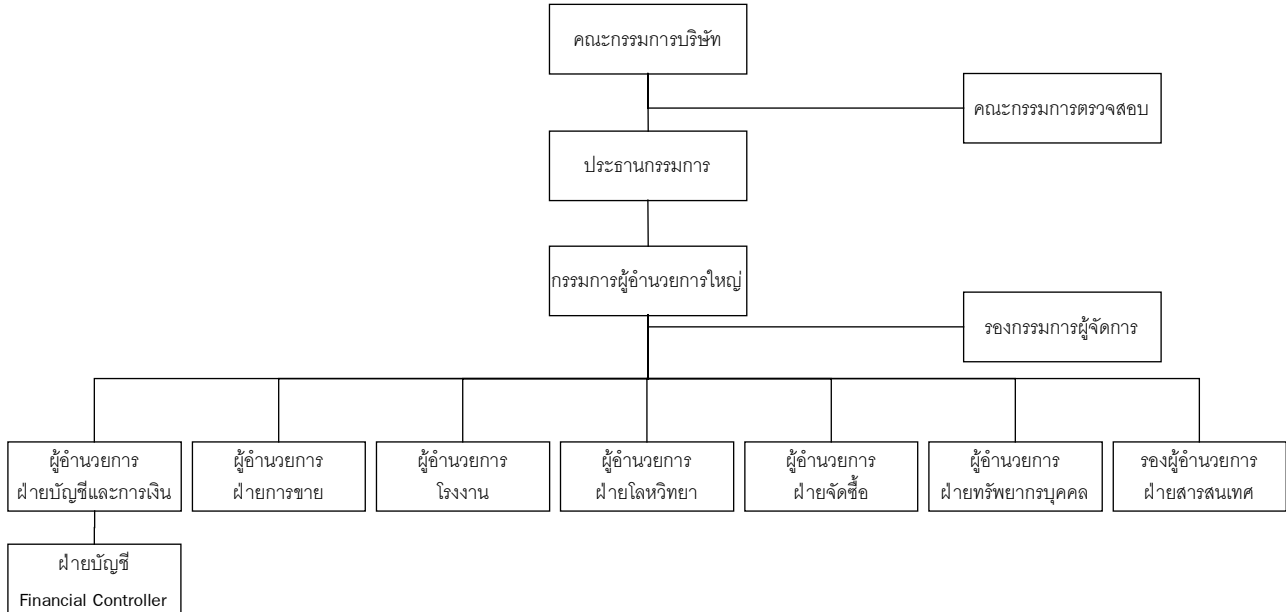 คณะกรรมการบริษัท
คณะกรรมการตรวจสอบ
ประธานกรรมการ
กรรมการผู้อำนวยการใหญ่
รองกรรมการผู้จัดการ
ผู้อำนวยการ
ฝ่ายบัญชีและการเงิน
ผู้อำนวยการ
ฝ่ายการขาย
ผู้อำนวยการ
โรงงาน
ผู้อำนวยการ
ฝ่ายโลหวิทยา
ผู้อำนวยการ
ฝ่ายจัดซื้อ
ผู้อำนวยการ
ฝ่ายทรัพยากรบุคคล
รองผู้อำนวยการ
ฝ่ายสารสนเทศ
ฝ่ายบัญชี
Financial Controller